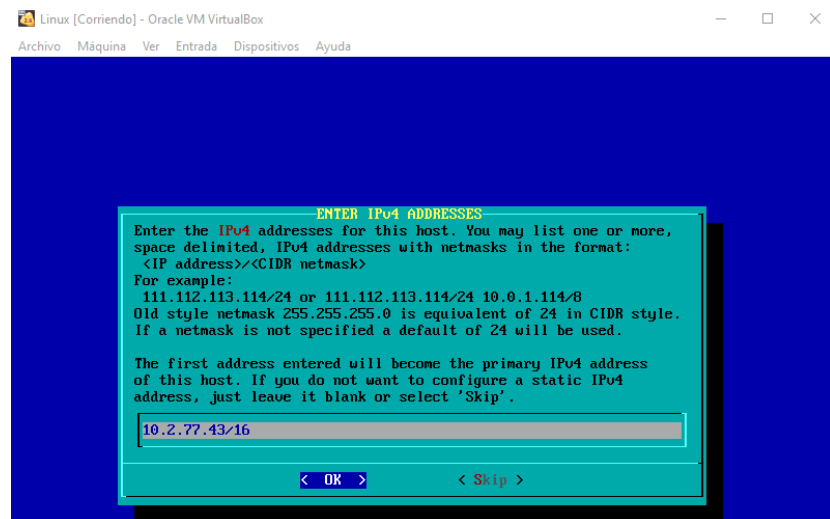 Linux [Corriendo] - Oracle VM VirtualBox
Archivo Máquina Ver Entrada Dispositivos Ayuda
ENTER IPv4 ADDRESSES
Enter the IPv4 addresses for this host. You may list one or more,
space delimited, IPv4 addresses with netmasks in the format:
<IP address>/<CIDR netmask>
For example:
111.112.113.114/24 or 111.112.113.114/24 10.0.1.114/8
Old style netmask 255.255.255.0 is equivalent of 24 in CIDR style.
If a netmask is not specified a default of 24 will be used.
The first address entered will become the primary IPv4 address
of this host. If you do not want to configure a static IPv4
address, just leave it blank or select 'Skip'.
10.2.77.43/16
< OK > < Skip >